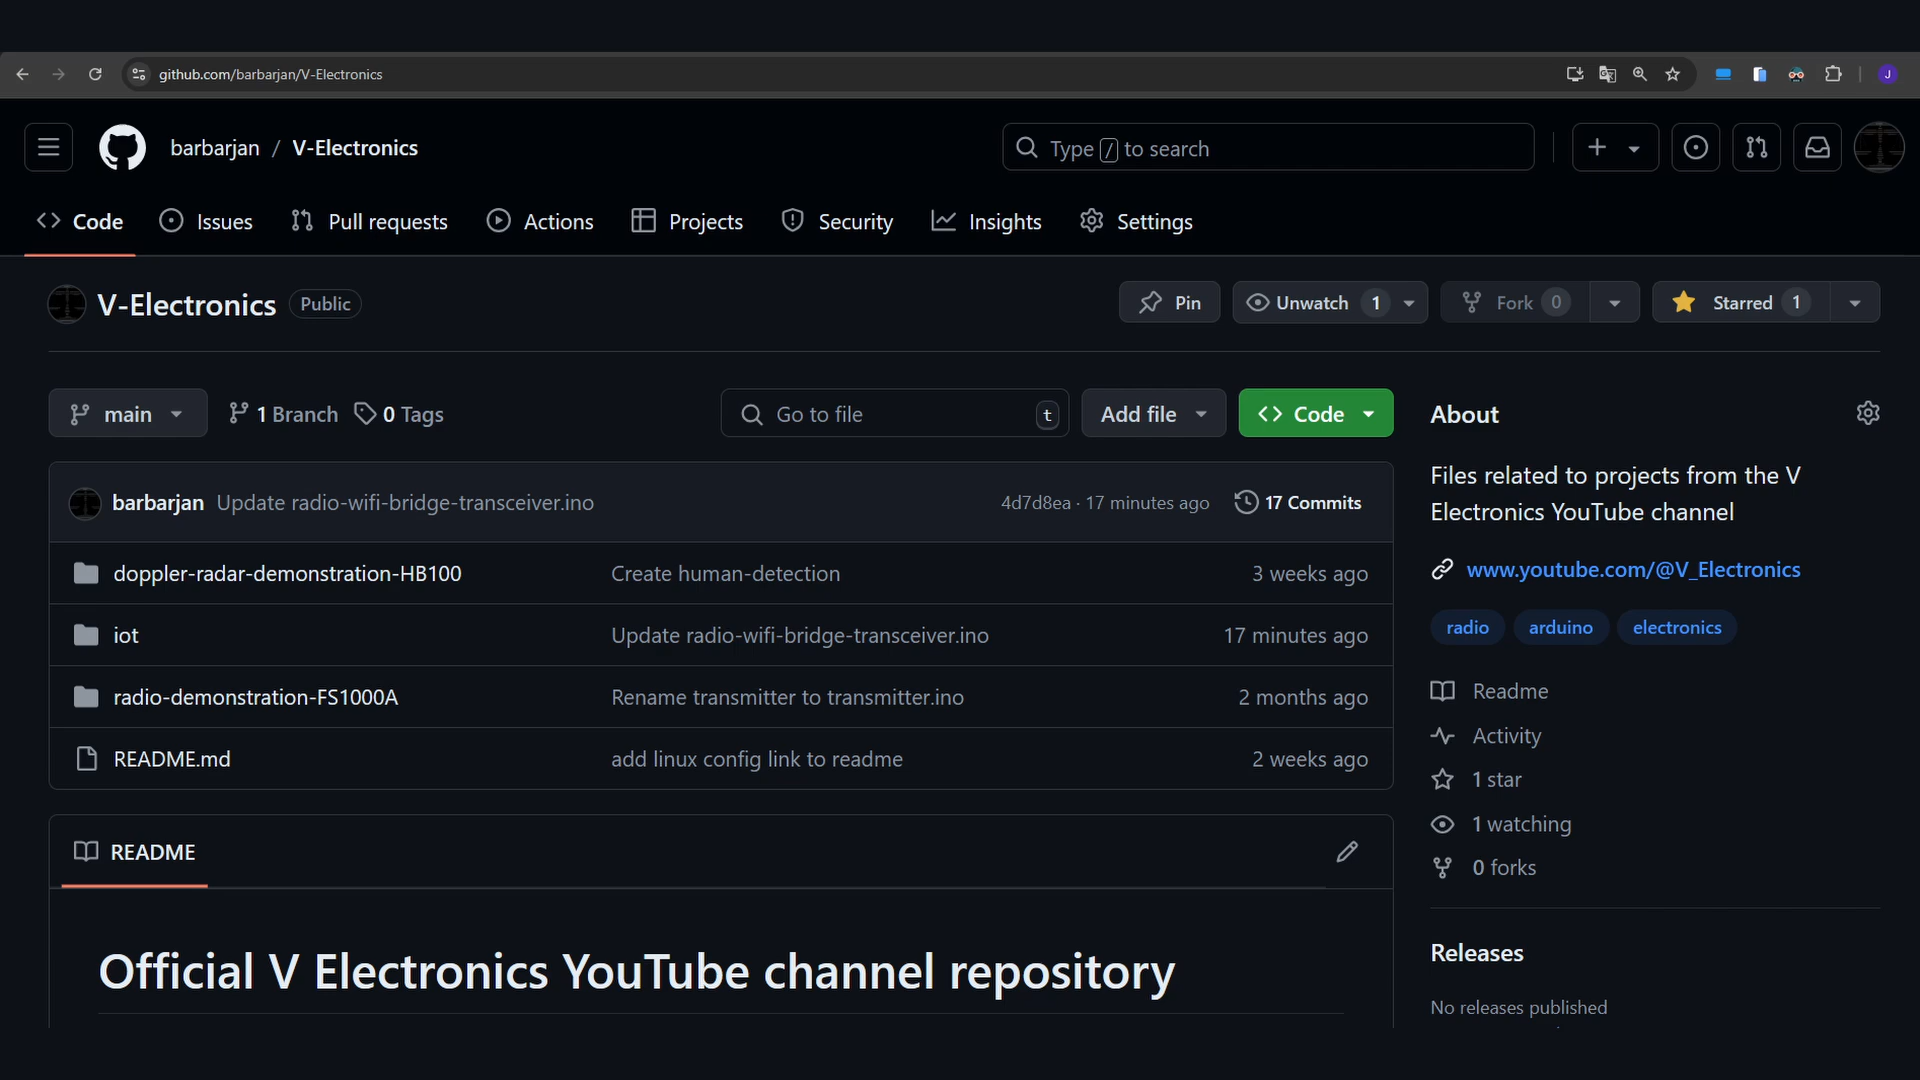 github.com/barbarjan/V-Electronics
J
barbarjan / V-Electronics
Type / to search
Code Issues Pull requests Actions Projects Security Insights Settings
V-Electronics Public
Pin Unwatch 1 Fork 0 Starred 1
main 1 Branch 0 Tags Go to file t Add file Code
barbarjan Update radio-wifi-bridge-transceiver.ino 4d7d8ea · 17 minutes ago 17 Commits
doppler-radar-demonstration-HB100 Create human-detection 3 weeks ago
iot Update radio-wifi-bridge-transceiver.ino 17 minutes ago
radio-demonstration-FS1000A Rename transmitter to transmitter.ino 2 months ago
README.md add linux config link to readme 2 weeks ago
README
Official V Electronics YouTube channel repository
About
Files related to projects from the V
Electronics YouTube channel
www.youtube.com/@V_Electronics
radio arduino electronics
Readme
Activity
1 star
1 watching
0 forks
Releases
No releases published